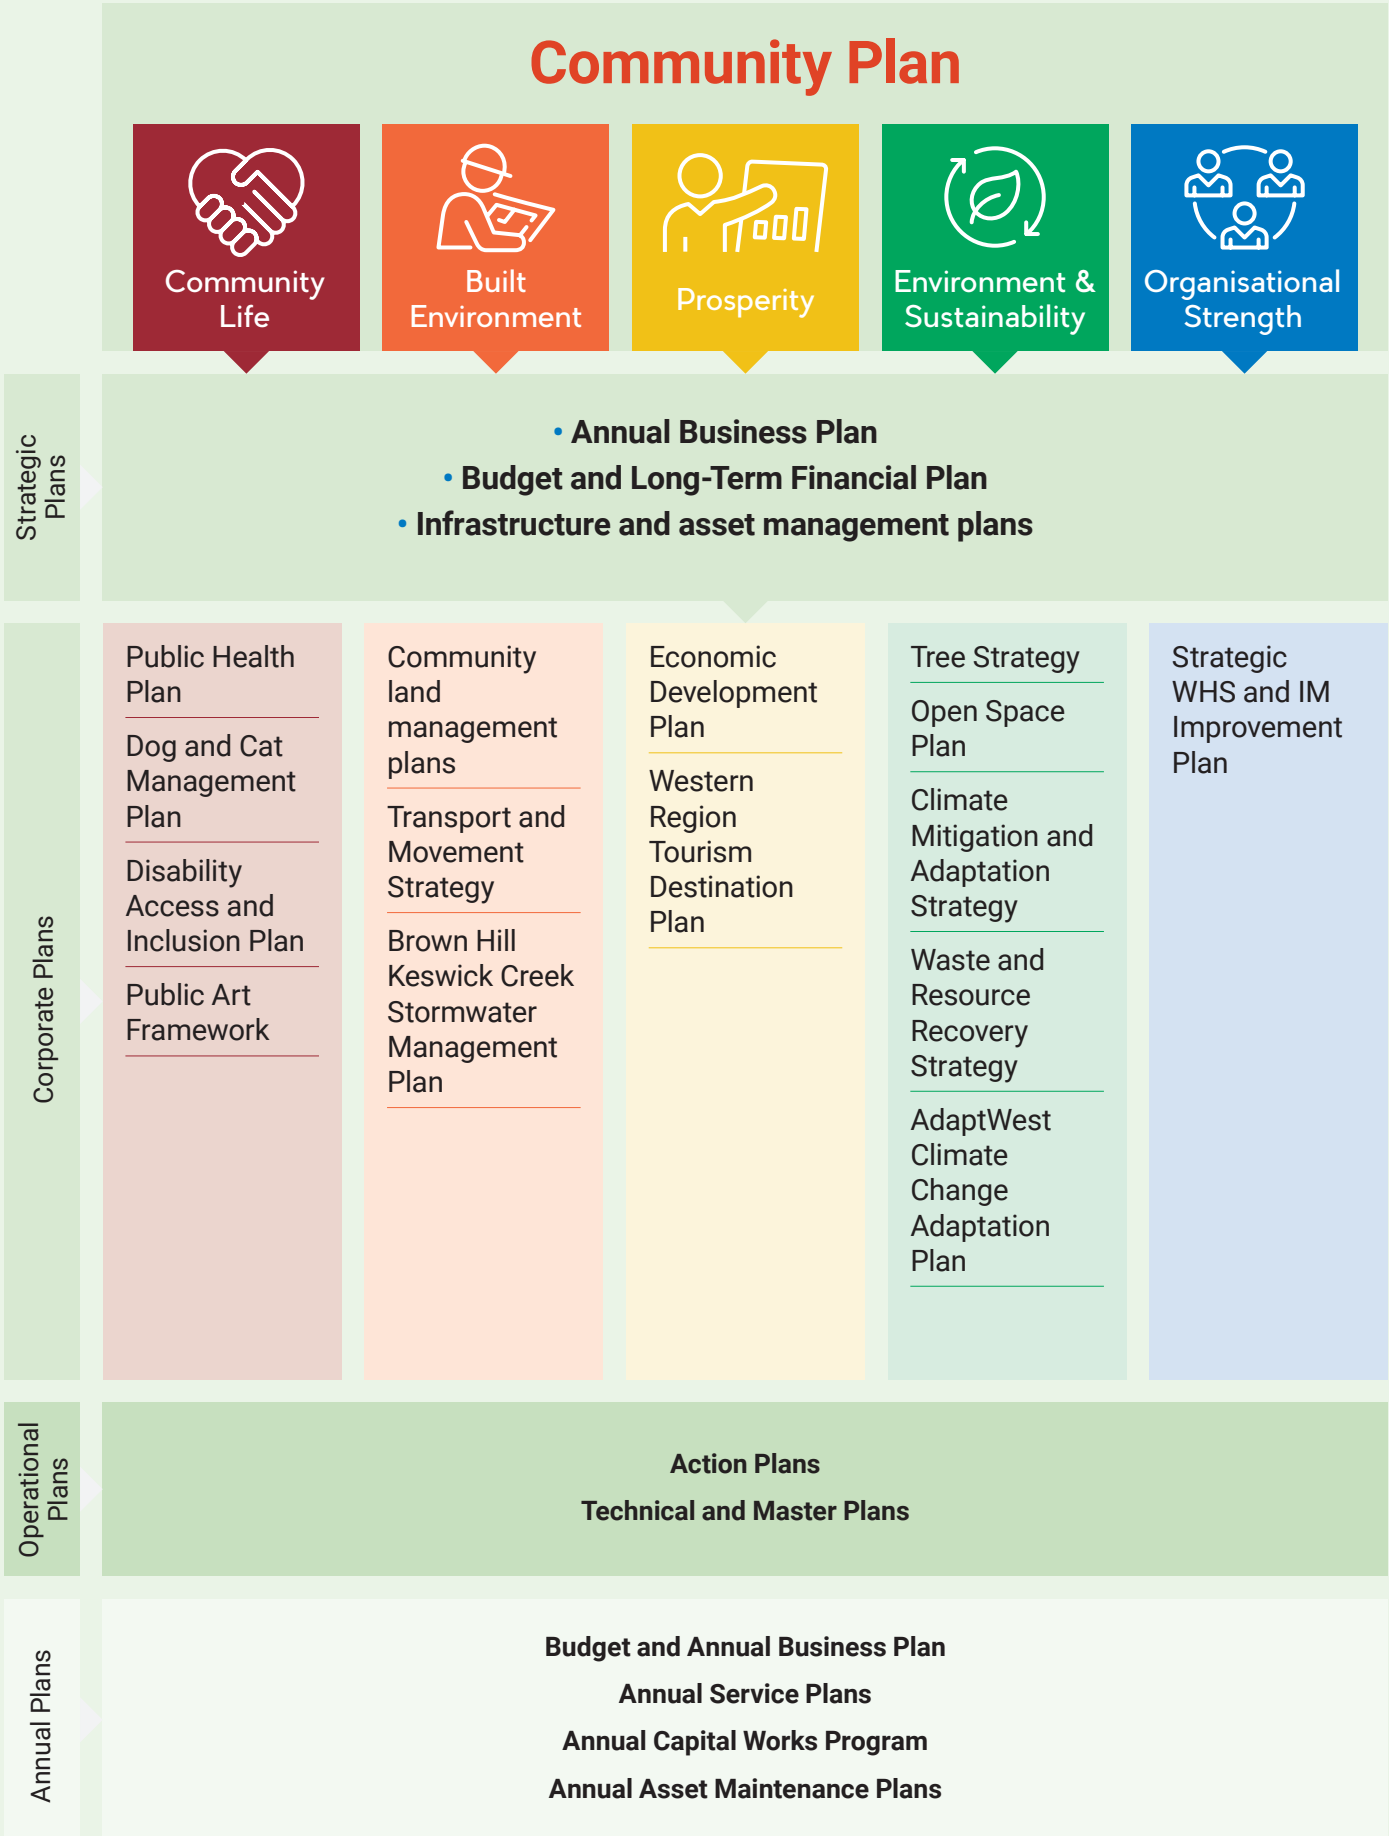 Community Plan
Community
Life
Built
Environment
Prosperity
Environment &
Sustainability
Organisational
Strength
Strategic
Plans
• Annual Business Plan
• Budget and Long-Term Financial Plan
• Infrastructure and asset management plans
Corporate Plans
Public Health
Plan
Dog and Cat
Management
Plan
Disability
Access and
Inclusion Plan
Public Art
Framework
Community
land
management
plans
Transport and
Movement
Strategy
Brown Hill
Keswick Creek
Stormwater
Management
Plan
Economic
Development
Plan
Western
Region
Tourism
Destination
Plan
Tree Strategy
Open Space
Plan
Climate
Mitigation and
Adaptation
Strategy
Waste and
Resource
Recovery
Strategy
AdaptWest
Climate
Change
Adaptation
Plan
Strategic
WHS and IM
Improvement
Plan
Operational
Plans
Action Plans
Technical and Master Plans
Annual Plans
Budget and Annual Business Plan
Annual Service Plans
Annual Capital Works Program
Annual Asset Maintenance Plans